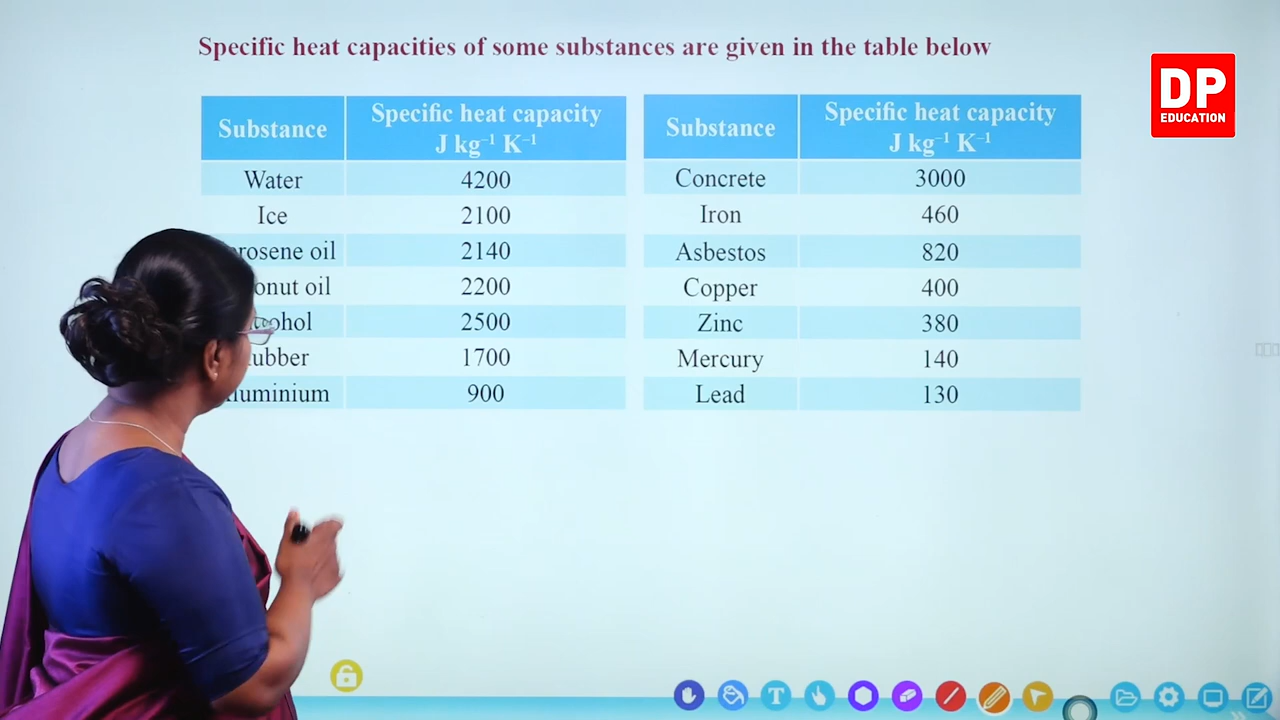 Specific heat capacities of some substances are given in the table below
DP
EDUCATION
Substance
Specific heat capacity
J kg⁻¹ K⁻¹
Water 4200
Ice 2100
oil 2140
oil 2200
2500
1700
900
Substance
Specific heat capacity
J kg⁻¹ K⁻¹
Concrete 3000
Iron 460
Asbestos 820
Copper 400
Zinc 380
Mercury 140
Lead 130
T